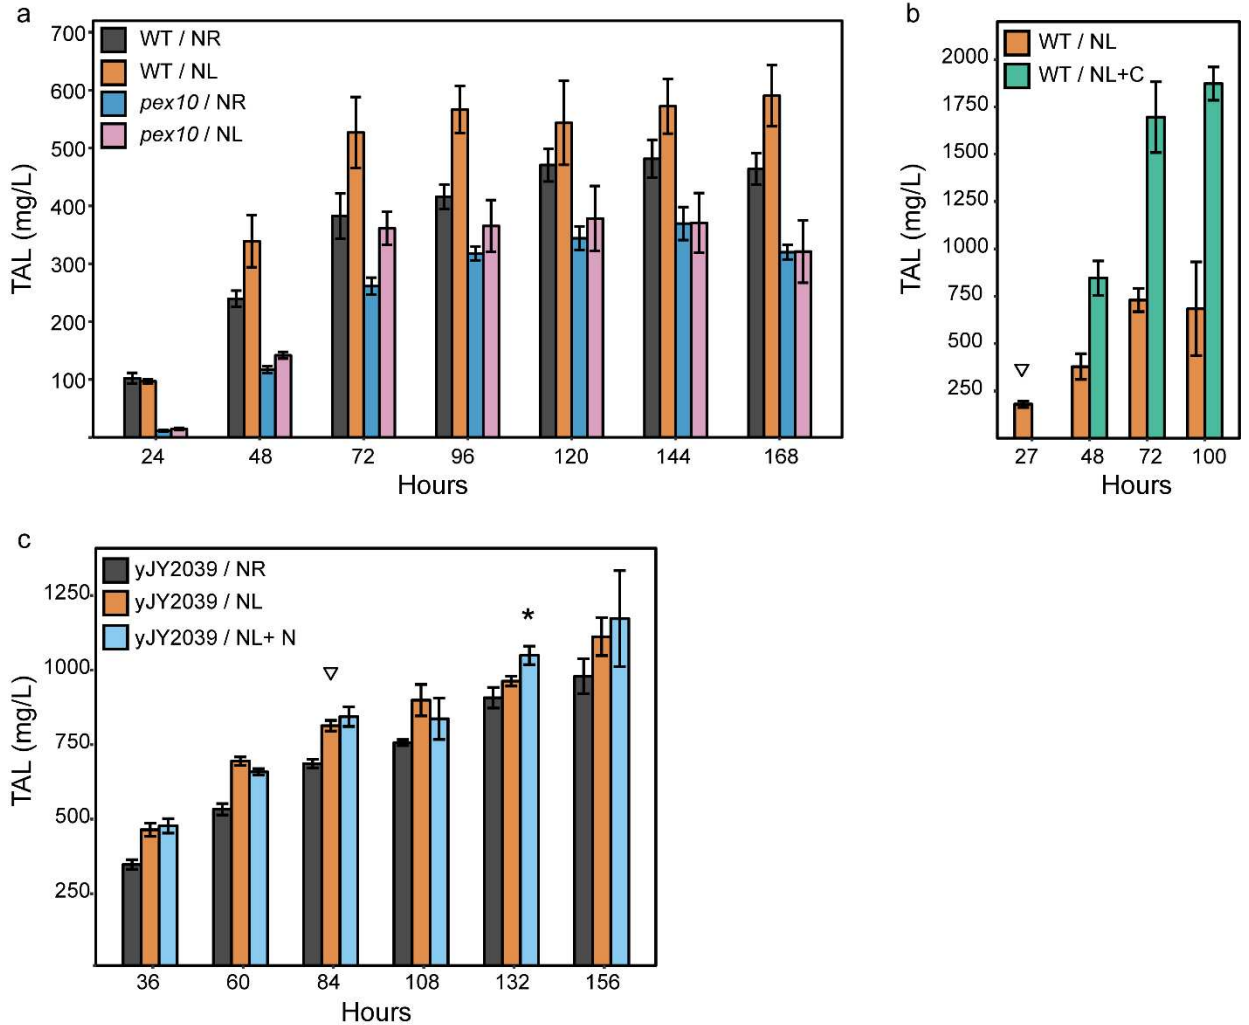 a
TAL (mg/L)
700
600
500
400
300
200
100
WT / NR
WT / NL
pex10 / NR
pex10 / NL
24 48 72 96 120 144 168
Hours
b
TAL (mg/L)
2000
1750
1500
1250
1000
750
500
250
WT / NL
WT / NL+C
▽
27 48 72 100
Hours
c
TAL (mg/L)
1250
1000
750
500
250
yJY2039 / NR
yJY2039 / NL
yJY2039 / NL+ N
▽
*
36 60 84 108 132 156
Hours